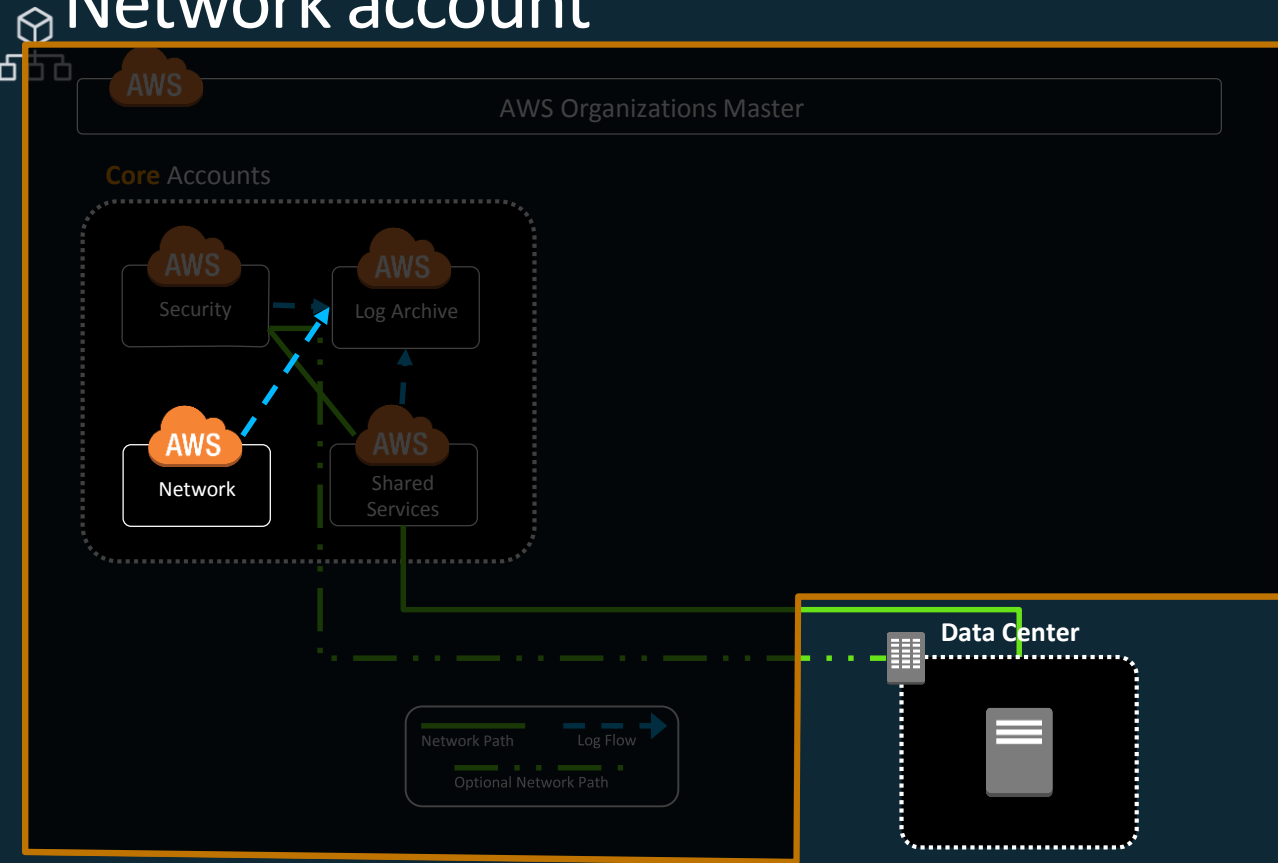 Network account
AWS
AWS Organizations Master
Core Accounts
AWS
AWS
Security
Log Archive
AWS
AWS
Network
Shared
Services
Data Center
Network Path
Log Flow
Optional Network Path